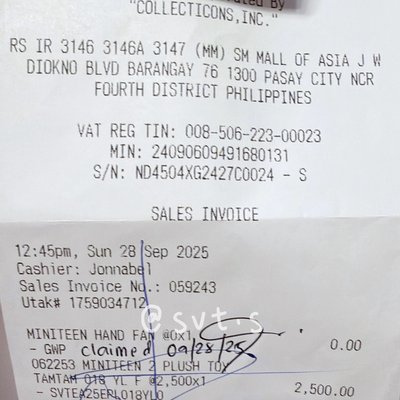 "COLLECTICONS,INC."
RS IR 3146 3146A 3147 (MM) SM MALL OF ASIA J W
DIOKNO BLVD BARANGAY 76 1300 PASAY CITY NCR
FOURTH DISTRICT PHILIPPINES
VAT REG TIN: 008-506-223-00023
MIN: 24090609491680131
S/N: ND4504XG2427C0024 - S
SALES INVOICE
12:45pm, Sun 28 Sep 2025
Cashier: Jonnabel
Sales Invoice No.: 059243
Utak# 1759034712
@svt.s
MINITEEN HAND FAN @0x1
- GWP claimed 09/28/25 0.00
062253 MINITEEN 2 PLUSH TOY
TAMTAM 018 YL F @2,500x1
- SVTEA25ERL018YL0 2,500.00